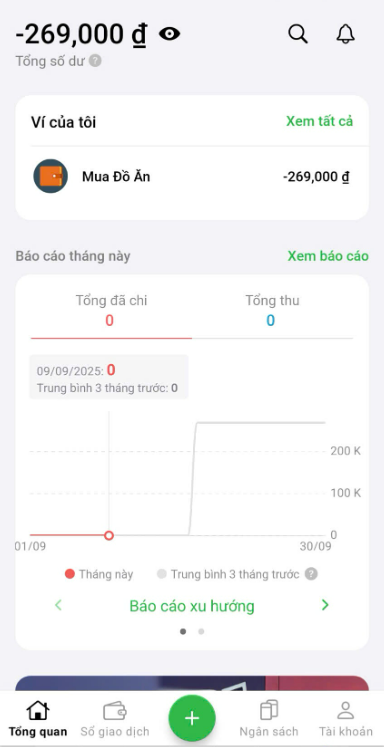 -269,000 ₫
Tổng số dư ?
Ví của tôi
Xem tất cả
Mua Đồ Ăn
-269,000 ₫
Báo cáo tháng này
Xem báo cáo
Tổng đã chi
Tổng thu
0
0
09/09/2025: 0
Trung bình 3 tháng trước: 0
200 K
100 K
0
01/09
30/09
Tháng này
Trung bình 3 tháng trước ?
Báo cáo xu hướng
Tổng quan
Sổ giao dịch
Ngân sách
Tài khoản